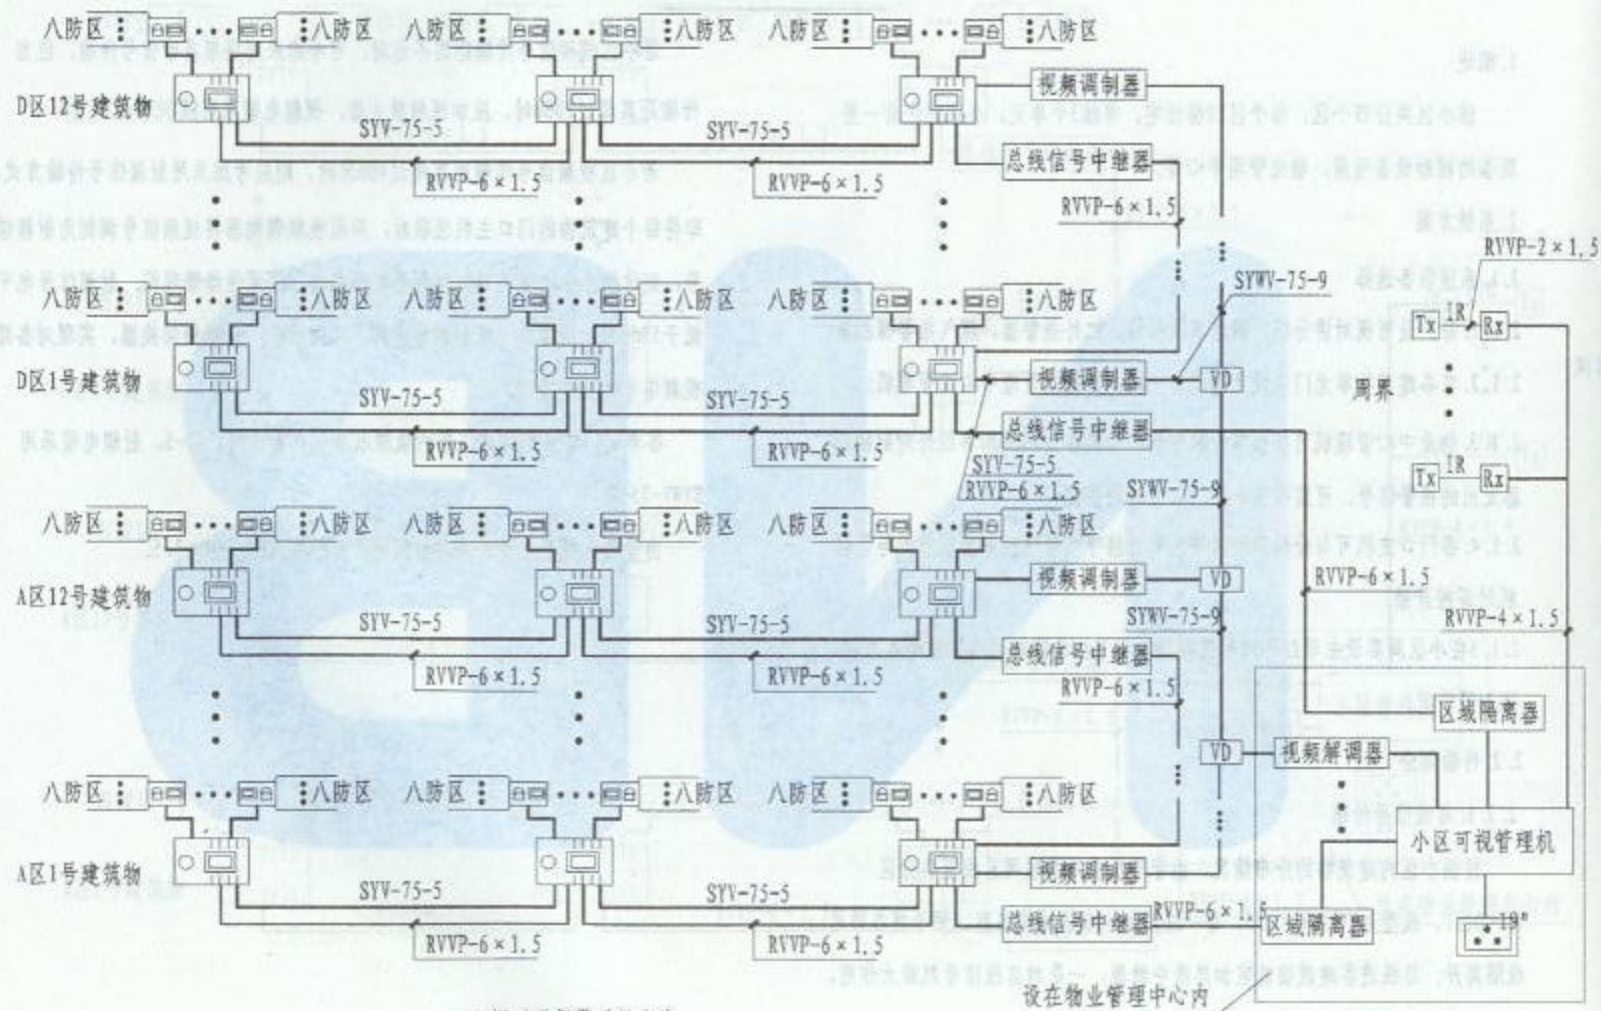 八防区 八防区 八防区 八防区 八防区 八防区
D区12号建筑物
视频调制器
SYV-75-5 SYV-75-5
总线信号中继器
RVVP-6×1.5 RVVP-6×1.5
RVVP-6×1.5
RVVP-2×1.5
SYWV-75-9
八防区 八防区 八防区 八防区 八防区 八防区
Tx IR Rx
D区1号建筑物
视频调制器 VD
周界
SYV-75-5 SYV-75-5
总线信号中继器
RVVP-6×1.5 RVVP-6×1.5
SYV-75-5
RVVP-6×1.5
Tx IR Rx
SYWV-75-9
八防区 八防区 八防区 八防区 八防区 八防区
A区12号建筑物
视频调制器 VD
RVVP-6×1.5
SYV-75-5 SYV-75-5
SYWV-75-9
RVVP-4×1.5
总线信号中继器
RVVP-6×1.5 RVVP-6×1.5
RVVP-6×1.5
区域隔离器
VD 视频解调器
八防区 八防区 八防区 八防区 八防区 八防区
A区1号建筑物
小区可视管理机
视频调制器
SYV-75-5 SYV-75-5
总线信号中继器 RVVP-6×1.5 区域隔离器
19"
RVVP-6×1.5 RVVP-6×1.5
设在物业管理中心内